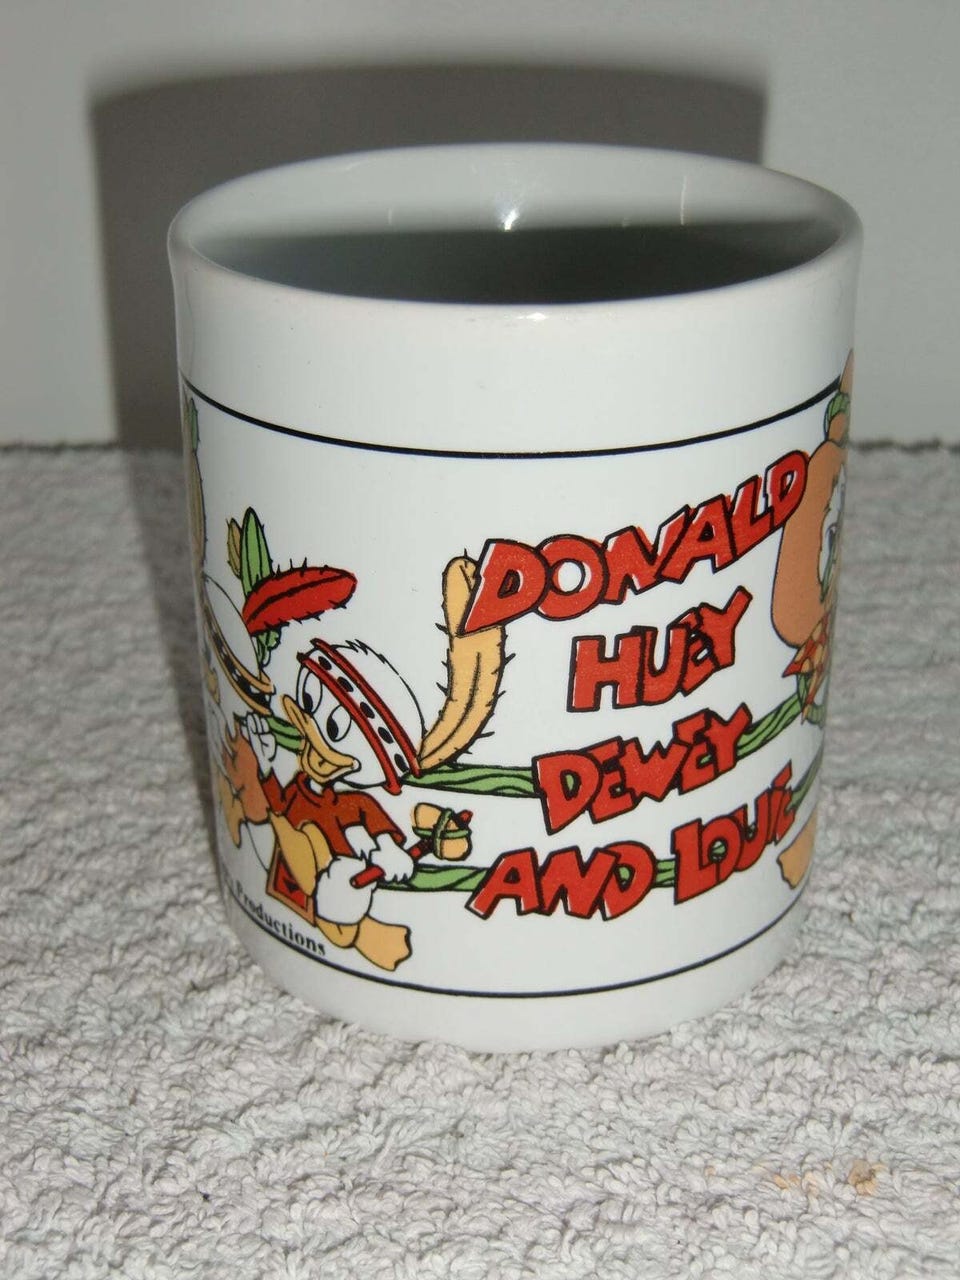 DONALD
HUEY
DEWEY
AND LOUIE
Productions